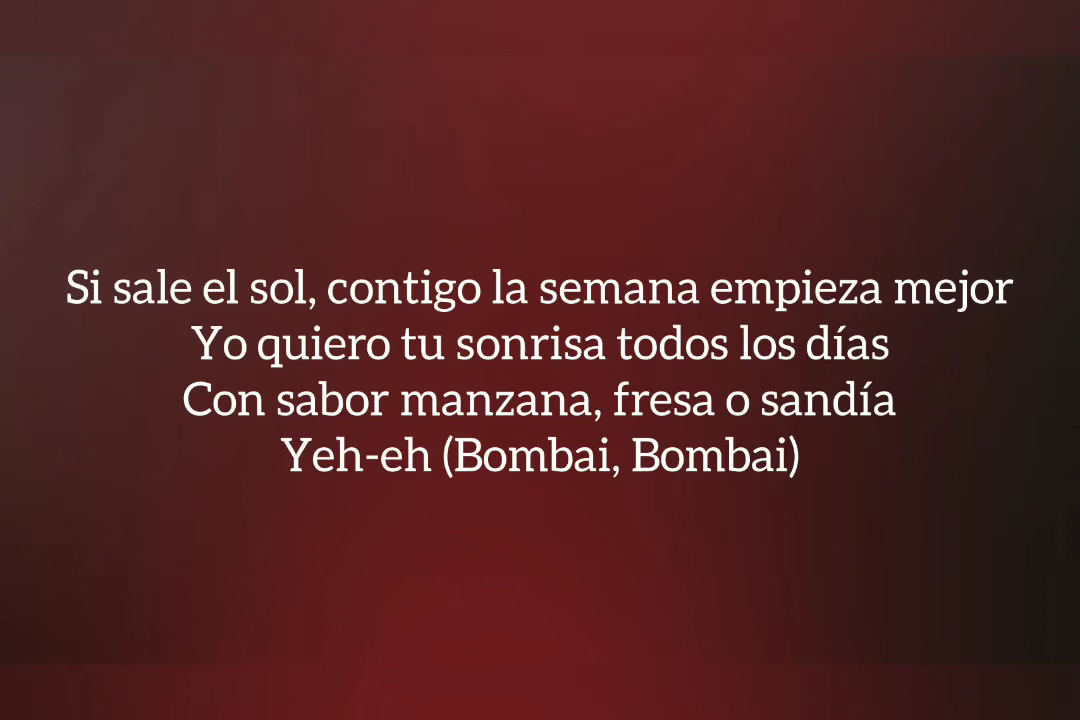 Si sale el sol, contigo la semana empieza mejor
Yo quiero tu sonrisa todos los días
Con sabor manzana, fresa o sandía
Yeh-eh (Bombai, Bombai)